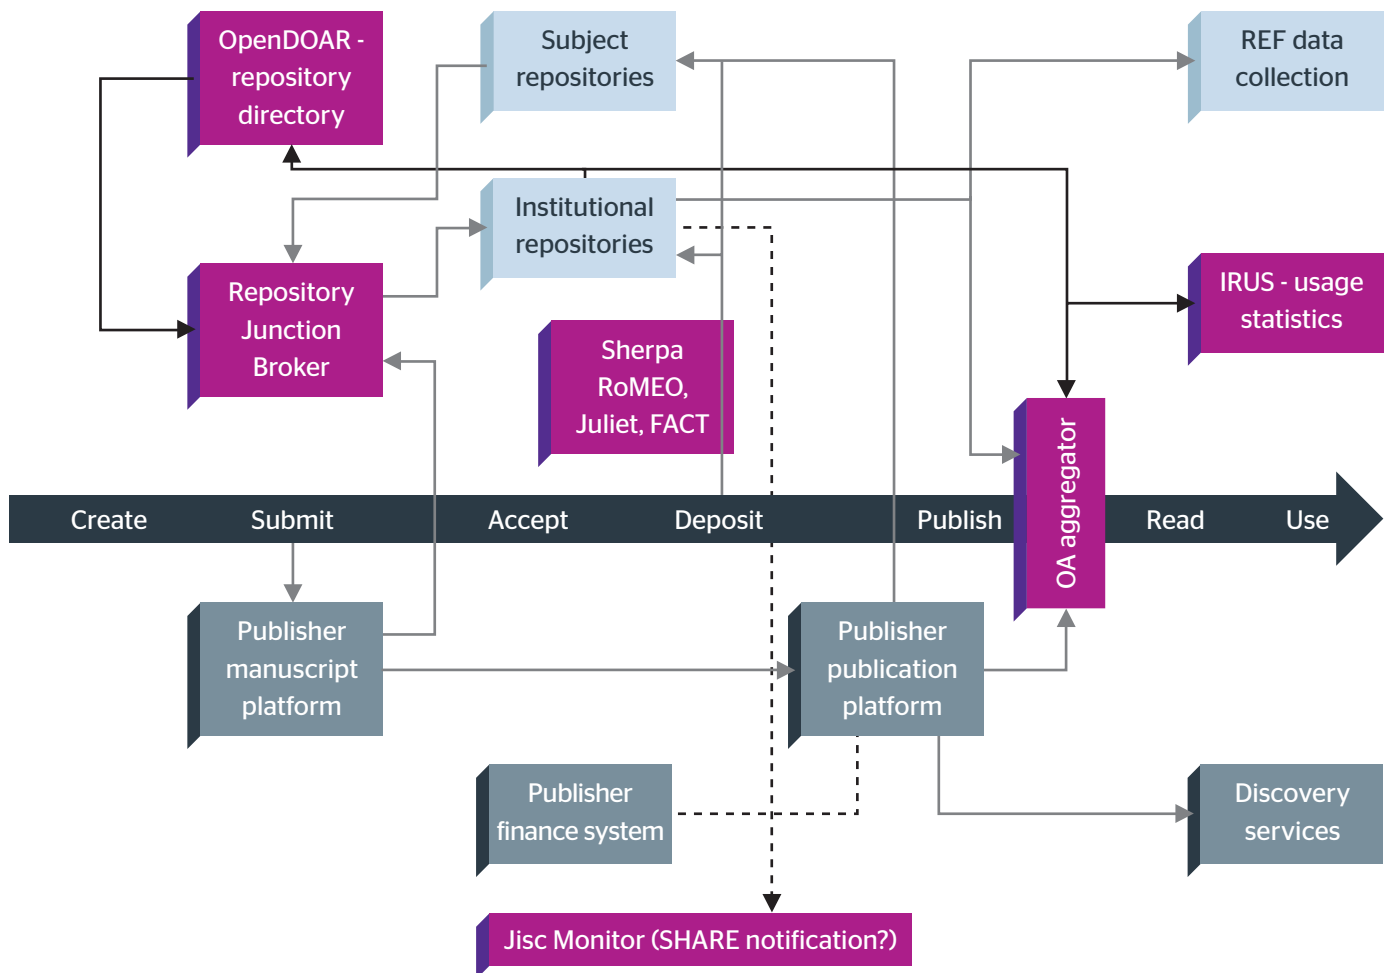 OpenDOAR -
repository
directory
Subject
repositories
REF data
collection
Institutional
repositories
Repository
Junction
Broker
IRUS - usage
statistics
Sherpa
RoMEO,
Juliet, FACT
OA aggregator
Create
Submit
Accept
Deposit
Publish
Read
Use
Publisher
manuscript
platform
Publisher
publication
platform
Publisher
finance system
Discovery
services
Jisc Monitor (SHARE notification?)